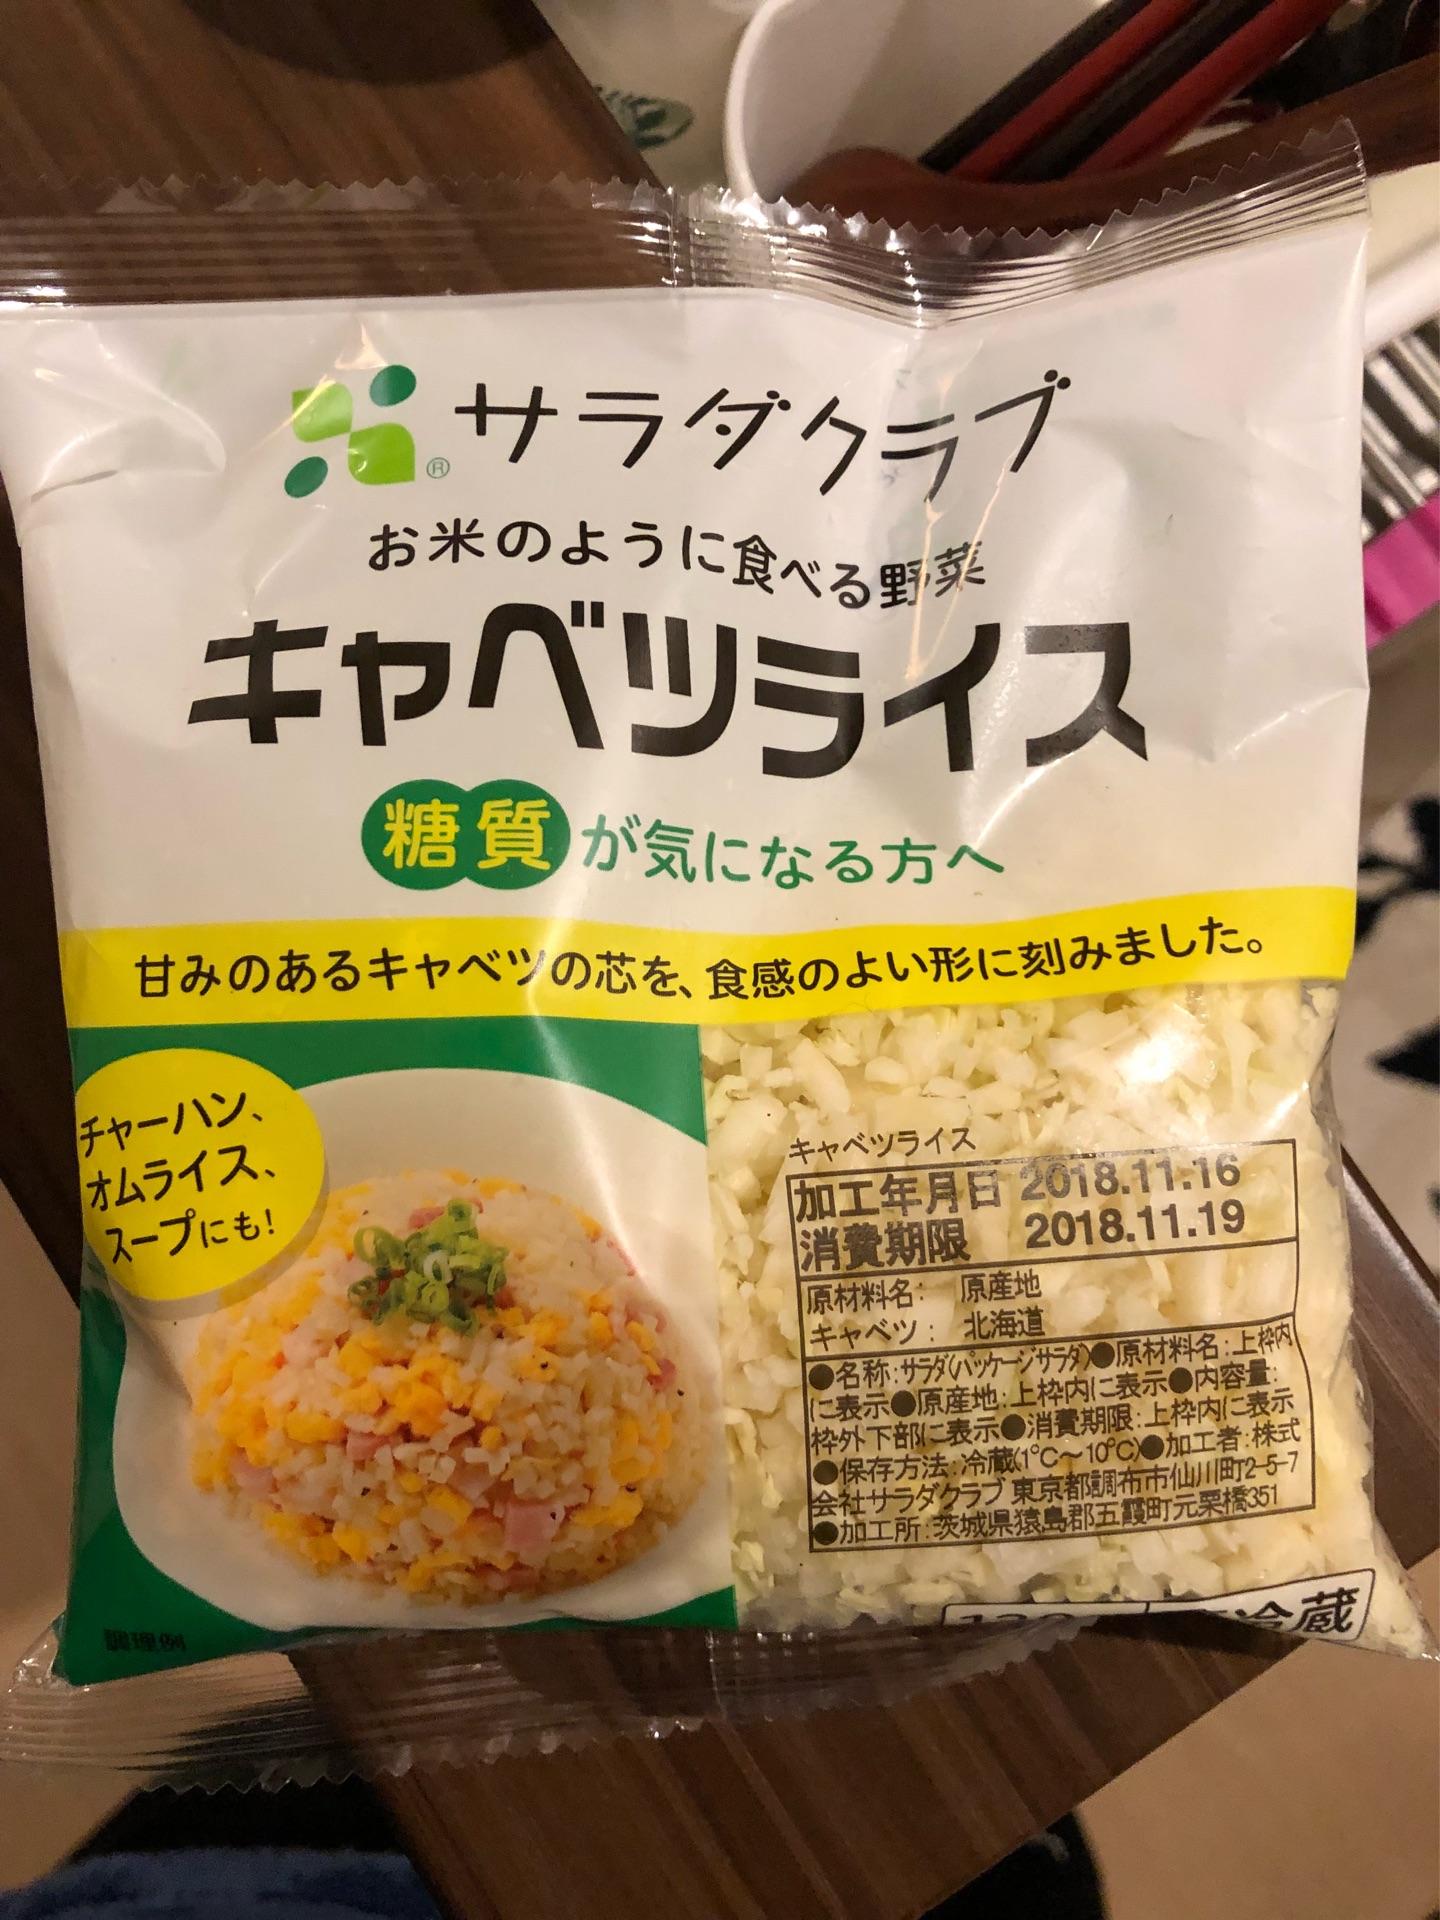 ® サラダクラブ
お米のように食べる野菜
キャベツライス
糖質が気になる方へ
甘みのあるキャベツの芯を、食感のよい形に刻みました。
チャーハン、
オムライス、
スープにも!
キャベツライス
加工年月日 2018.11.16
消費期限 2018.11.19
原材料名: 原産地
キャベツ: 北海道
●名称:サラダ(パッケージサラダ)●原材料名:上枠内
に表示●原産地:上枠内に表示●内容量:
枠外下部に表示●消費期限:上枠内に表示
●保存方法:冷蔵(1℃~10℃)●加工者:株式
会社サラダクラブ 東京都調布市仙川町2-5-7
●加工所:茨城県猿島郡五霞町元栗橋351
冷蔵
調理例